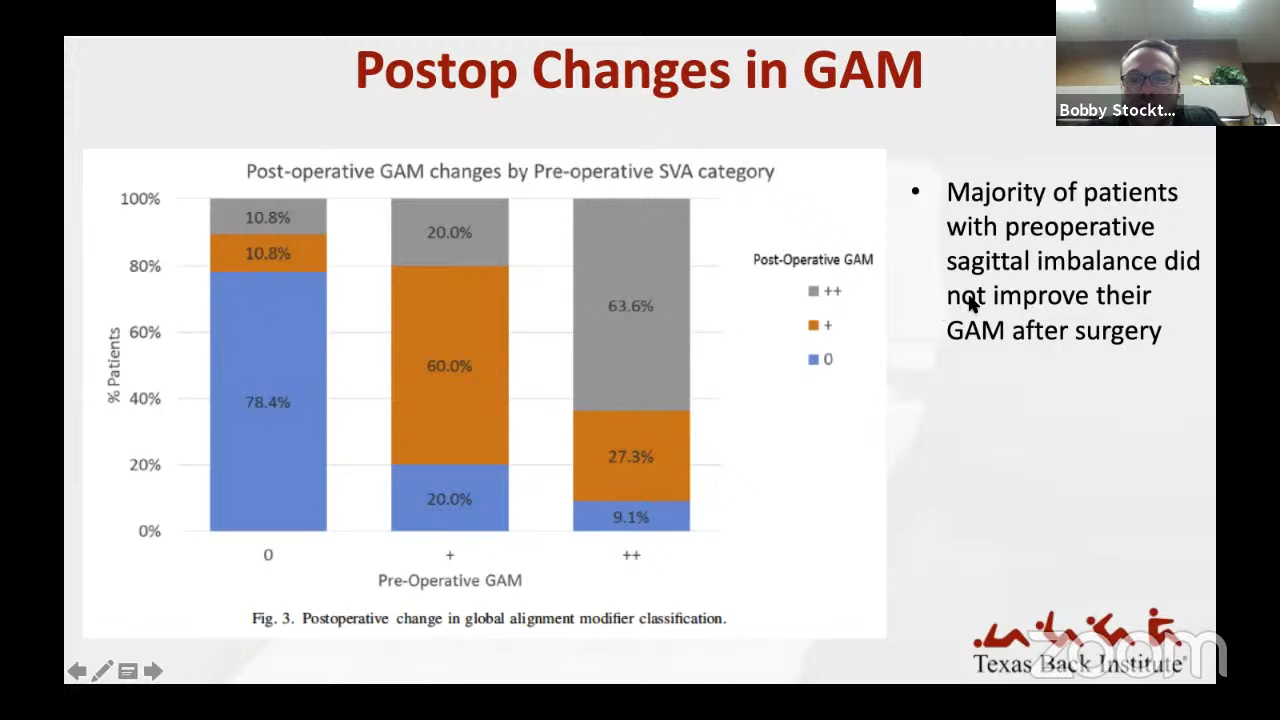 Postop Changes in GAM
Bobby Stockt...
Post-operative GAM changes by Pre-operative SVA category
100%
80%
60%
40%
20%
0%
% Patients
10.8%
10.8%
78.4%
20.0%
60.0%
20.0%
63.6%
27.3%
9.1%
0
+
++
Pre-Operative GAM
Post-Operative GAM
++
+
0
Fig. 3. Postoperative change in global alignment modifier classification.
• Majority of patients
with preoperative
sagittal imbalance did
not improve their
GAM after surgery
Texas Back Institute®
zoom